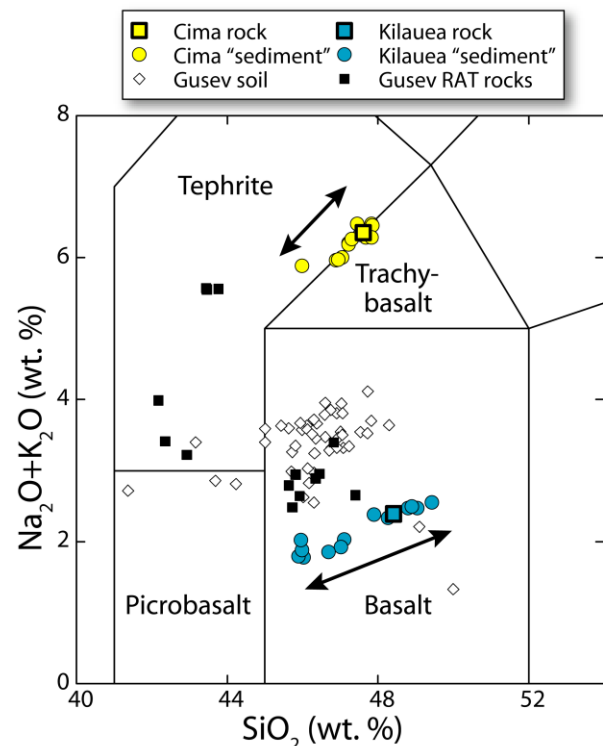 Cima rock
Kilauea rock
Cima “sediment”
Kilauea “sediment”
Gusev soil
Gusev RAT rocks
8
Tephrite
6
Trachy-
basalt
4
2
Picrobasalt
Basalt
0
40
44
48
52
Na₂O+K₂O (wt. %)
SiO₂ (wt. %)